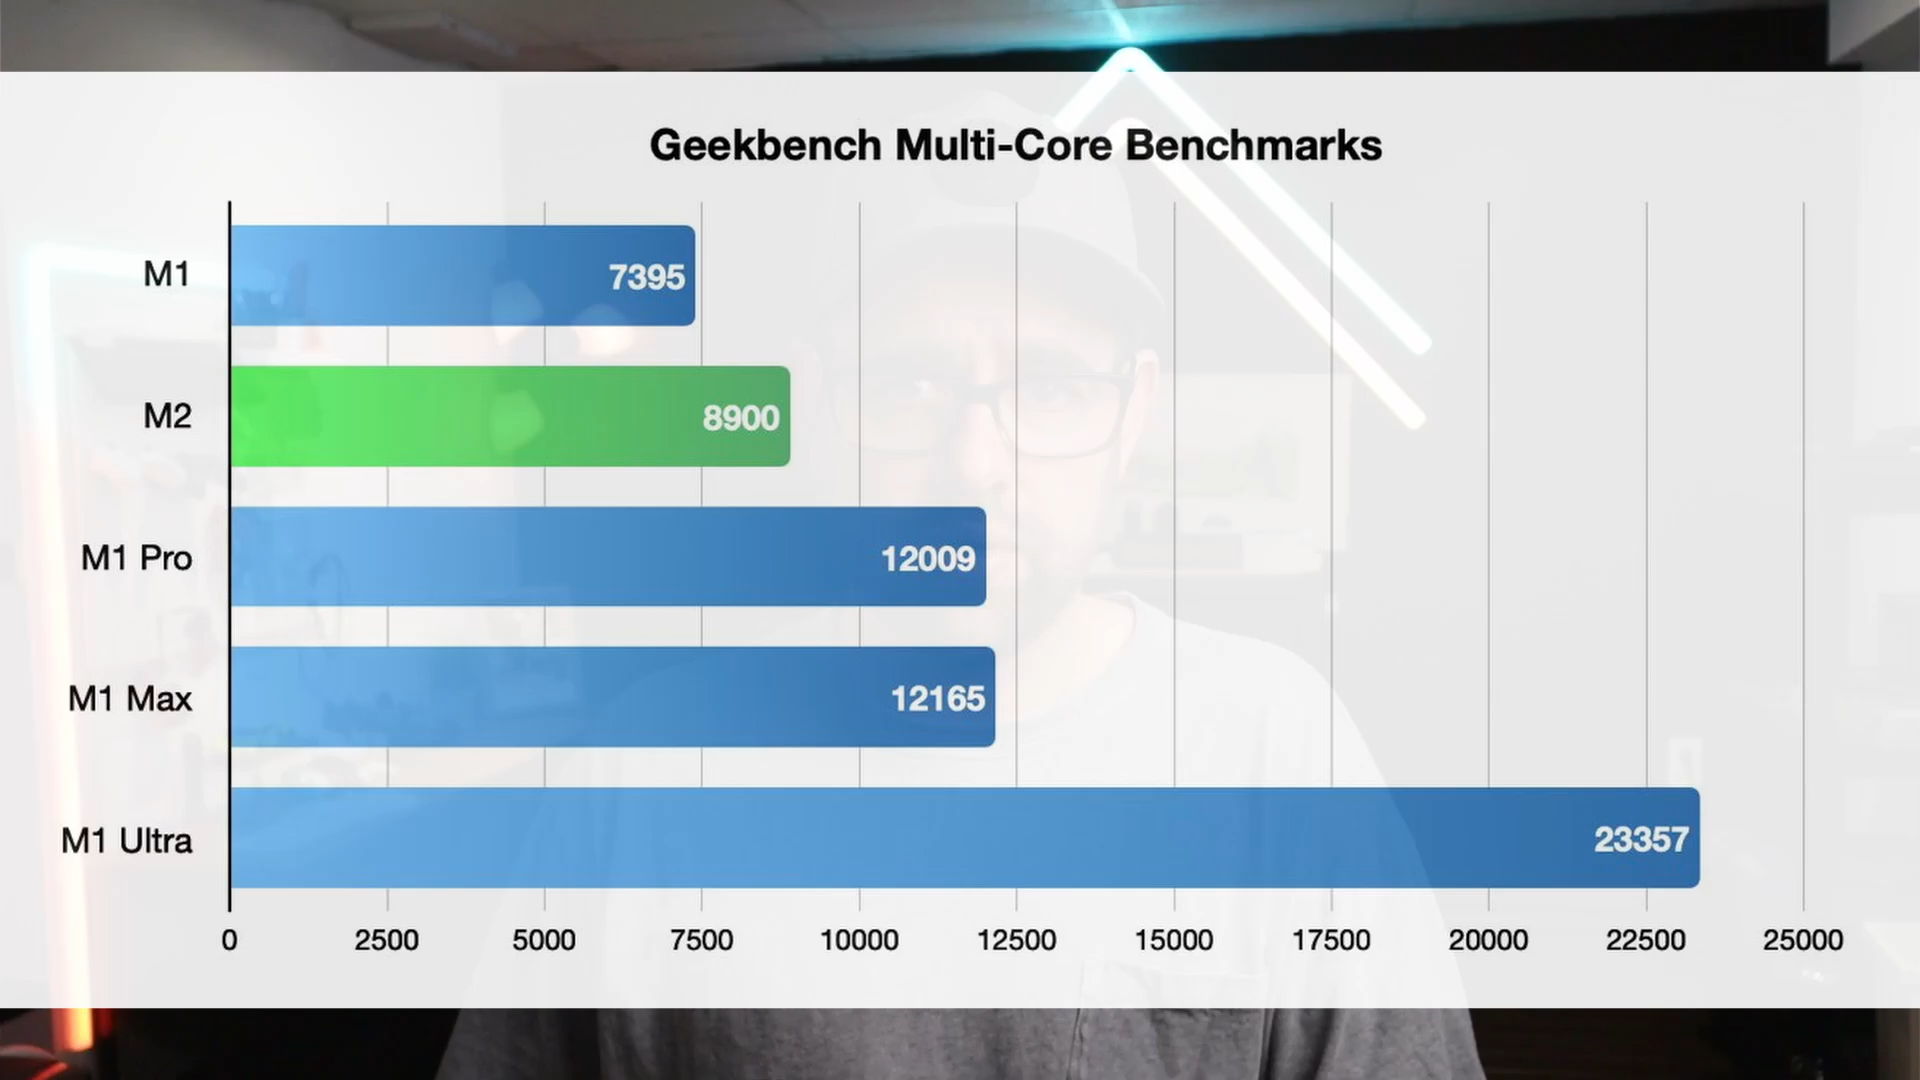 Geekbench Multi-Core Benchmarks
M1 7395
M2 8900
M1 Pro 12009
M1 Max 12165
M1 Ultra 23357
0 2500 5000 7500 10000 12500 15000 17500 20000 22500 25000